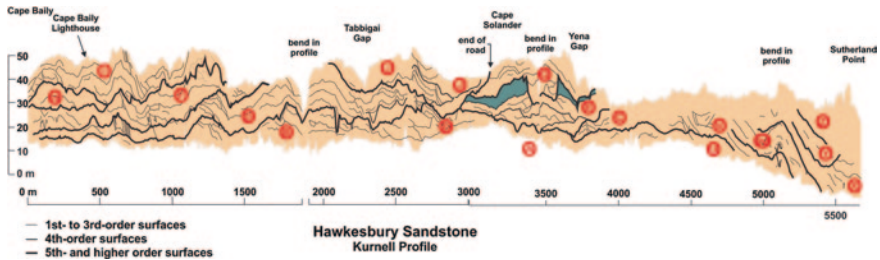 Cape Baily
Cape Baily
Lighthouse
bend in
profile
Tabbigai
Gap
Cape
Solander
end of
road
bend in
profile
Yena
Gap
bend in
profile
Sutherland
Point
50
40
30
20
10
0 m
0 m
500
1000
1500
2000
2500
3000
3500
4000
4500
5000
5500
1st- to 3rd-order surfaces
4th-order surfaces
5th- and higher order surfaces
Hawkesbury Sandstone
Kurnell Profile